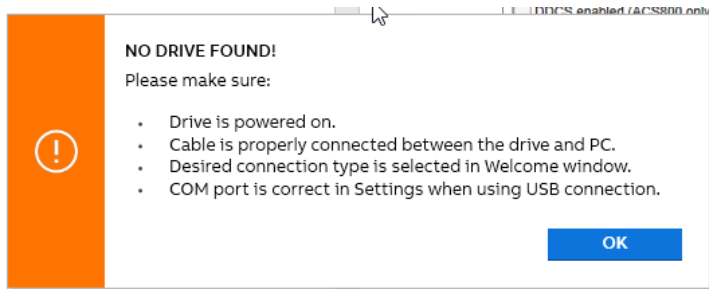 DDCS enabled (ACS800 only
NO DRIVE FOUND!
Please make sure:
• Drive is powered on.
• Cable is properly connected between the drive and PC.
• Desired connection type is selected in Welcome window.
• COM port is correct in Settings when using USB connection.
OK